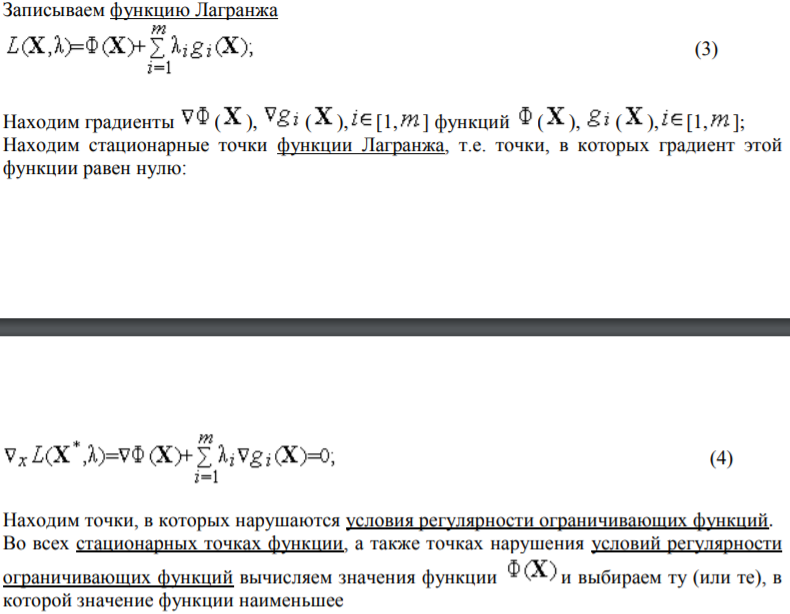 Записываем функцию Лагранжа
L(X,λ)=Φ(X)+∑_{i=1}^{m} λ_i g_i(X); (3)
Находим градиенты ∇Φ(X), ∇g_i(X), i∈[1,m] функций Φ(X), g_i(X), i∈[1,m];
Находим стационарные точки функции Лагранжа, т.е. точки, в которых градиент этой
функции равен нулю:
∇_X L(X^*,λ)=∇Φ(X)+∑_{i=1}^{m} λ_i ∇g_i(X)=0; (4)
Находим точки, в которых нарушаются условия регулярности ограничивающих функций.
Во всех стационарных точках функции, а также точках нарушения условий регулярности
ограничивающих функций вычисляем значения функции Φ(X) и выбираем ту (или те), в
которой значение функции наименьшее